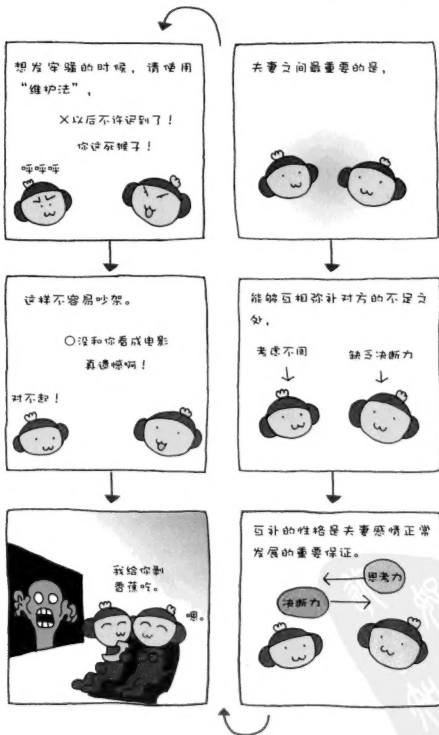 夫妻之间最重要的是，
能够互相弥补对方的不足之
处，
考虑不周
缺乏决断力
互补的性格是夫妻感情正常
发展的重要保证。
思考力
决断力
想发牢骚的时候，请使用
“维护法”，
×以后不许迟到了！
你这死猴子！
呼呼呼
这样不容易吵架。
○没和你看成电影
真遗憾啊！
对不起！
我给你剥
香蕉吃。
嗯。